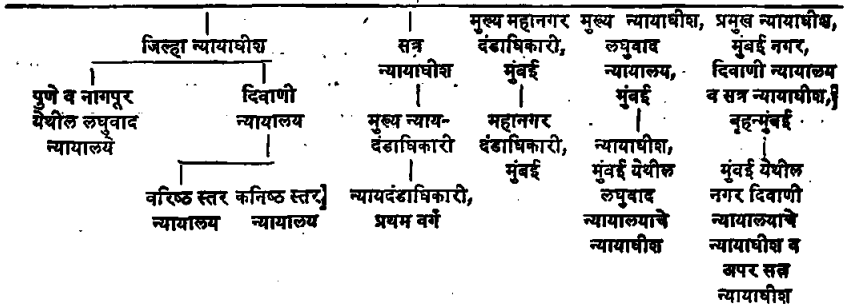 जिल्हा न्यायाधीश
पुणे व नागपूर
येथील लघुवाद
न्यायालये
दिवाणी
न्यायालय
वरिष्ठ स्तर
न्यायालय
कनिष्ठ स्तर]
न्यायालय
सत्र
न्यायाधीश
मुख्य न्याय-
दंडाधिकारी
न्यायदंडाधिकारी,
प्रथम वर्ग
मुख्य महानगर
दंडाधिकारी,
मुंबई
महानगर
दंडाधिकारी,
मुंबई
मुख्य न्यायाधीश,
लघुवाद
न्यायालय,
मुंबई
न्यायाधीश,
मुंबई येथील
लघुवाद
न्यायालयाचे
न्यायाधीश
प्रमुख न्यायाधीश,
मुंबई नगर,
दिवाणी न्यायालय
व सत्र न्यायाधीश,]
बृहन्मुंबई
मुंबई येथील
नगर दिवाणी
न्यायालयाचे
न्यायाधीश व
अपर सत्र
न्यायाधीश